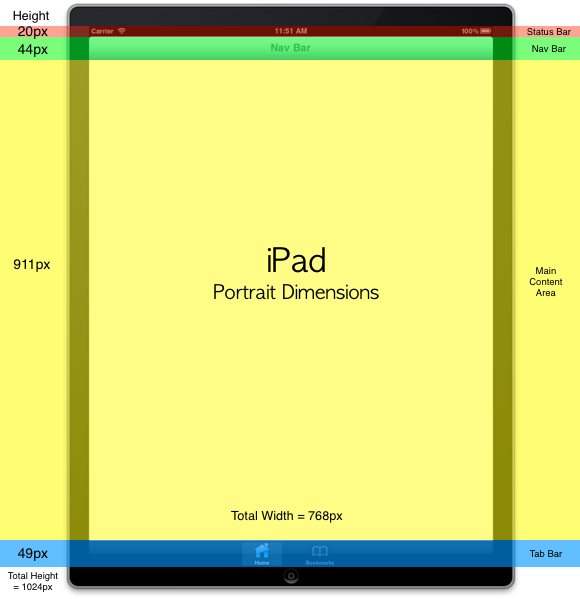 Height
20px
Carrier
11:51 AM
100%
Status Bar
44px
Nav Bar
Nav Bar
911px
iPad
Portrait Dimensions
Main
Content
Area
Total Width = 768px
49px
Home
Bookmarks
Tab Bar
Total Height
= 1024px